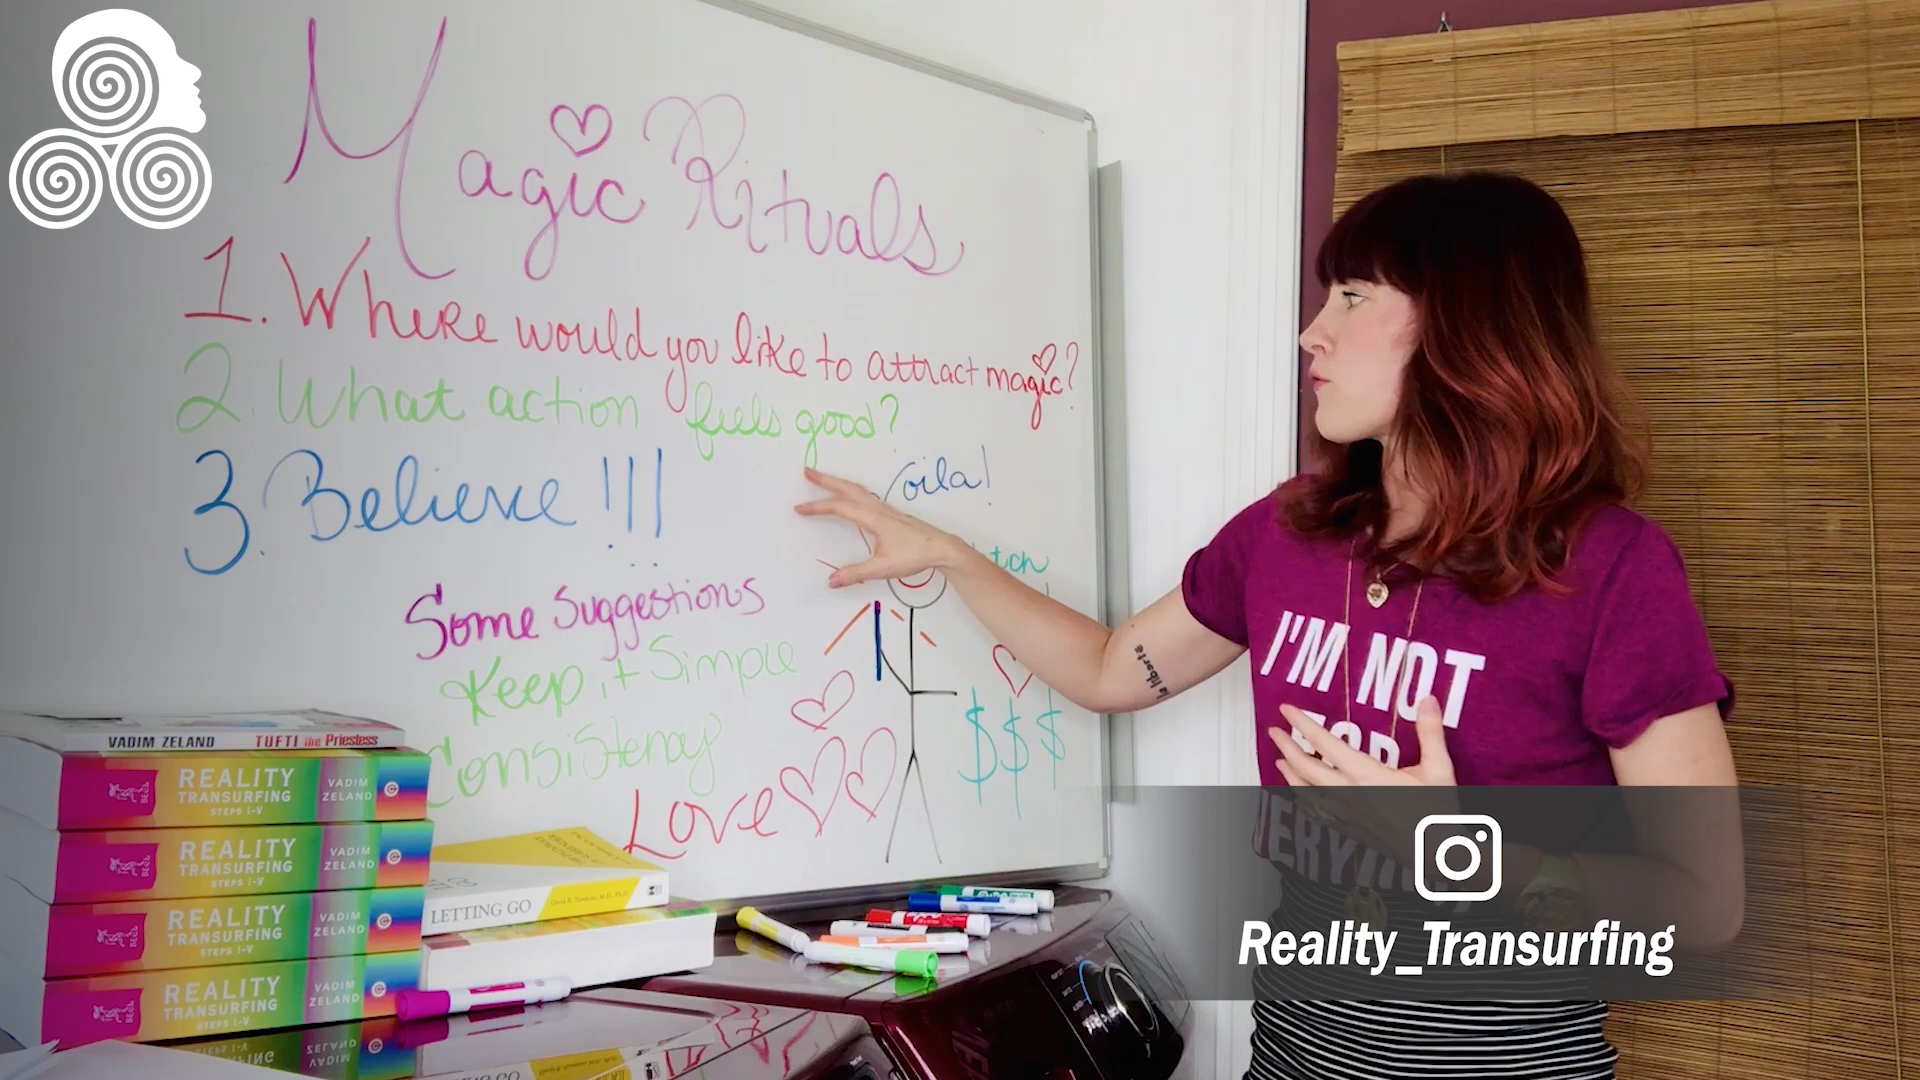 Magic Rituals
1. Where would you like to attract magic?
2. What action feels good?
3. Believe !!!
Voila!
Some Suggestions
Keep it Simple
Consistency
Love
$ $ $
I'M NOT
VADIM ZELAND TUFTI the Priestess
REALITY
TRANSURFING
STEPS I-V
VADIM
ZELAND
REALITY
TRANSURFING
STEPS I-V
VADIM
ZELAND
REALITY
TRANSURFING
STEPS I-V
VADIM
ZELAND
REALITY
TRANSURFING
STEPS I-V
VADIM
ZELAND
LETTING GO
Reality_Transurfing